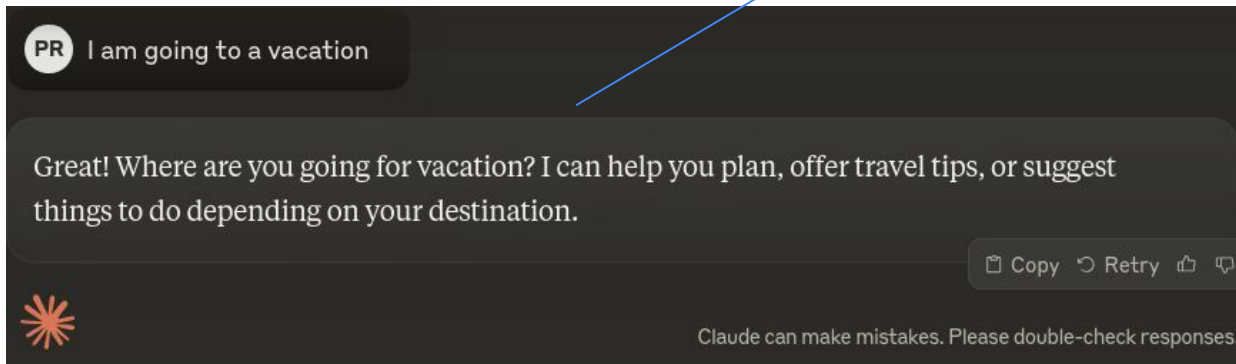 PR I am going to a vacation
Great! Where are you going for vacation? I can help you plan, offer travel tips, or suggest
things to do depending on your destination.
Copy Retry
Claude can make mistakes. Please double-check responses.